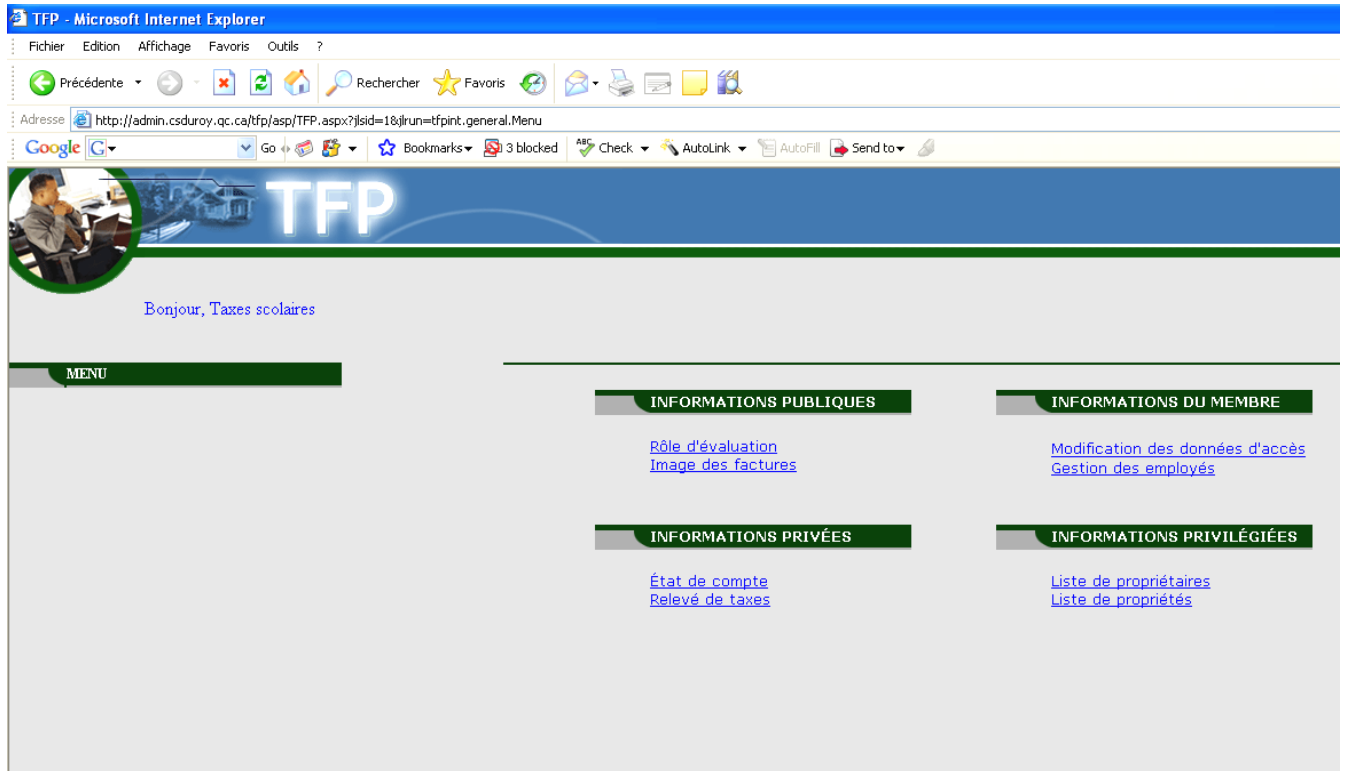 TFP - Microsoft Internet Explorer
Fichier Edition Affichage Favoris Outils ?
Précédente Rechercher Favoris
Adresse http://admin.csduroy.qc.ca/tfp/asp/TFP.aspx?jlsid=1&jlrun=tfpint.general.Menu
Google G Go Bookmarks 3 blocked ABC Check AutoLink AutoFill Send to
TFP
Bonjour, Taxes scolaires
MENU
INFORMATIONS PUBLIQUES
Rôle d'évaluation
Image des factures
INFORMATIONS DU MEMBRE
Modification des données d'accès
Gestion des employés
INFORMATIONS PRIVÉES
État de compte
Relevé de taxes
INFORMATIONS PRIVILÉGIÉES
Liste de propriétaires
Liste de propriétés